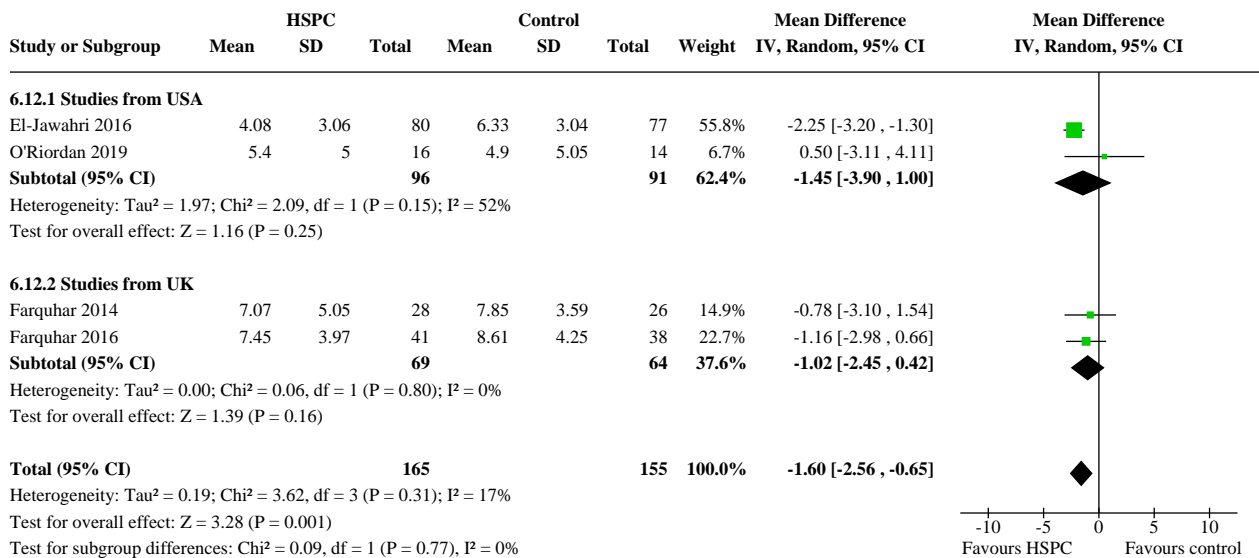 HSPC Control Mean Difference Mean Difference
Study or Subgroup Mean SD Total Mean SD Total Weight IV, Random, 95% CI IV, Random, 95% CI
6.12.1 Studies from USA
El-Jawahri 2016 4.08 3.06 80 6.33 3.04 77 55.8% -2.25 [-3.20 , -1.30]
O'Riordan 2019 5.4 5 16 4.9 5.05 14 6.7% 0.50 [-3.11 , 4.11]
Subtotal (95% CI) 96 91 62.4% -1.45 [-3.90 , 1.00]
Heterogeneity: Tau² = 1.97; Chi² = 2.09, df = 1 (P = 0.15); I² = 52%
Test for overall effect: Z = 1.16 (P = 0.25)
6.12.2 Studies from UK
Farquhar 2014 7.07 5.05 28 7.85 3.59 26 14.9% -0.78 [-3.10 , 1.54]
Farquhar 2016 7.45 3.97 41 8.61 4.25 38 22.7% -1.16 [-2.98 , 0.66]
Subtotal (95% CI) 69 64 37.6% -1.02 [-2.45 , 0.42]
Heterogeneity: Tau² = 0.00; Chi² = 0.06, df = 1 (P = 0.80); I² = 0%
Test for overall effect: Z = 1.39 (P = 0.16)
Total (95% CI) 165 155 100.0% -1.60 [-2.56 , -0.65]
Heterogeneity: Tau² = 0.19; Chi² = 3.62, df = 3 (P = 0.31); I² = 17%
Test for overall effect: Z = 3.28 (P = 0.001)
Test for subgroup differences: Chi² = 0.09, df = 1 (P = 0.77), I² = 0%
-10 -5 0 5 10
Favours HSPC Favours control